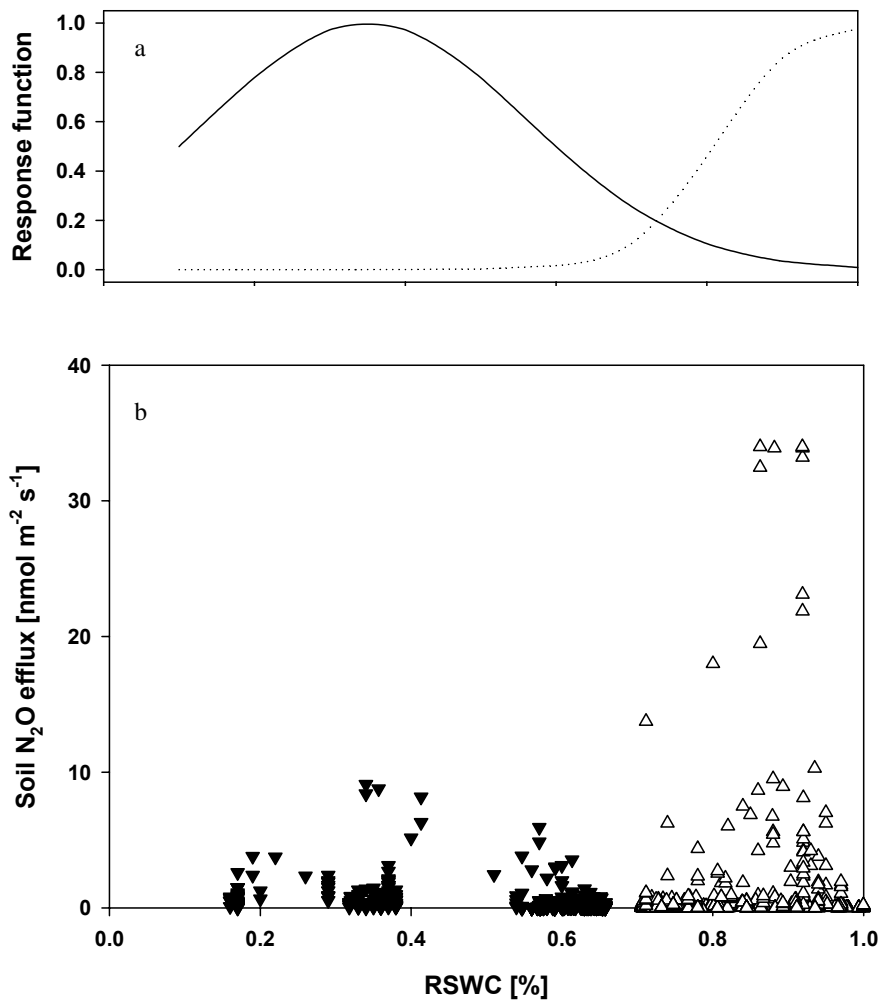 a
1.0
0.8
0.6
0.4
0.2
0.0
Response function
b
40
30
20
10
0
Soil N₂O efflux [nmol m⁻² s⁻¹]
0.0 0.2 0.4 0.6 0.8 1.0
RSWC [%]